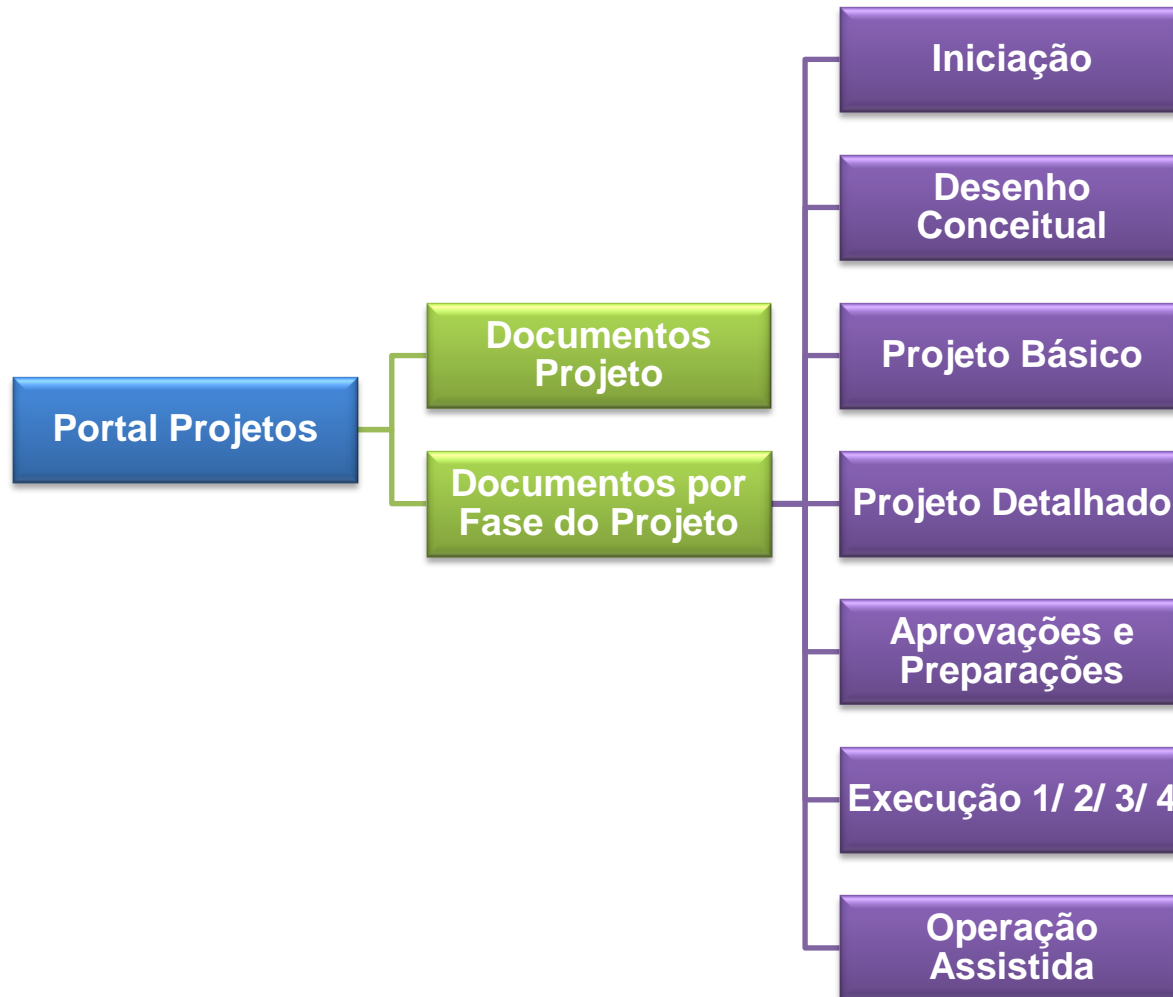 Portal Projetos
Documentos
Projeto
Documentos por
Fase do Projeto
Iniciação
Desenho
Conceitual
Projeto Básico
Projeto Detalhado
Aprovações e
Preparações
Execução 1/ 2/ 3/ 4
Operação
Assistida